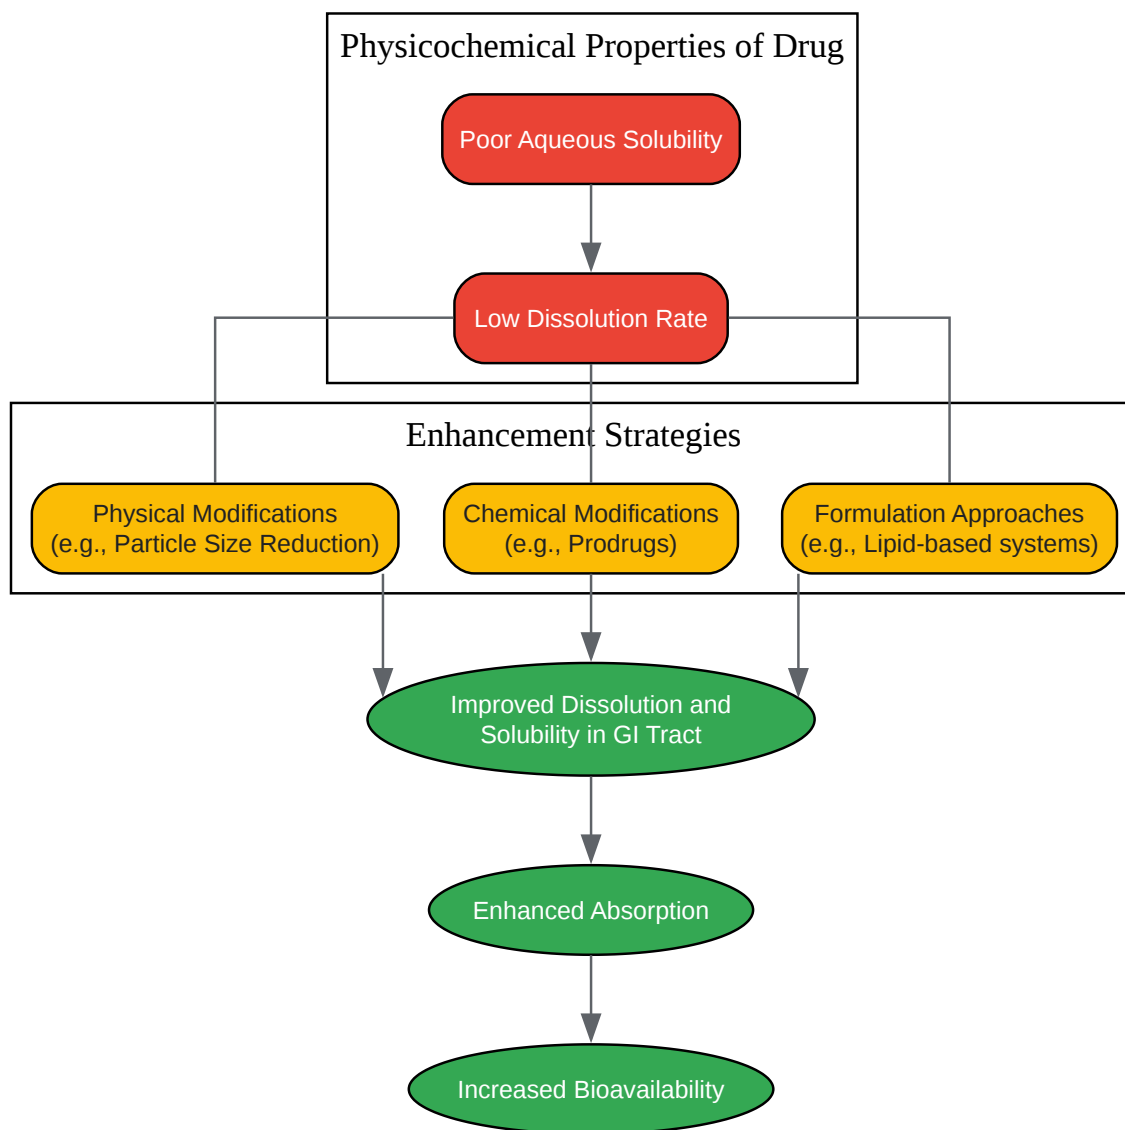 Physicochemical Properties of Drug
Poor Aqueous Solubility
Low Dissolution Rate
Enhancement Strategies
Physical Modifications
(e.g., Particle Size Reduction)
Chemical Modifications
(e.g., Prodrugs)
Formulation Approaches
(e.g., Lipid-based systems)
Improved Dissolution and
Solubility in GI Tract
Enhanced Absorption
Increased Bioavailability